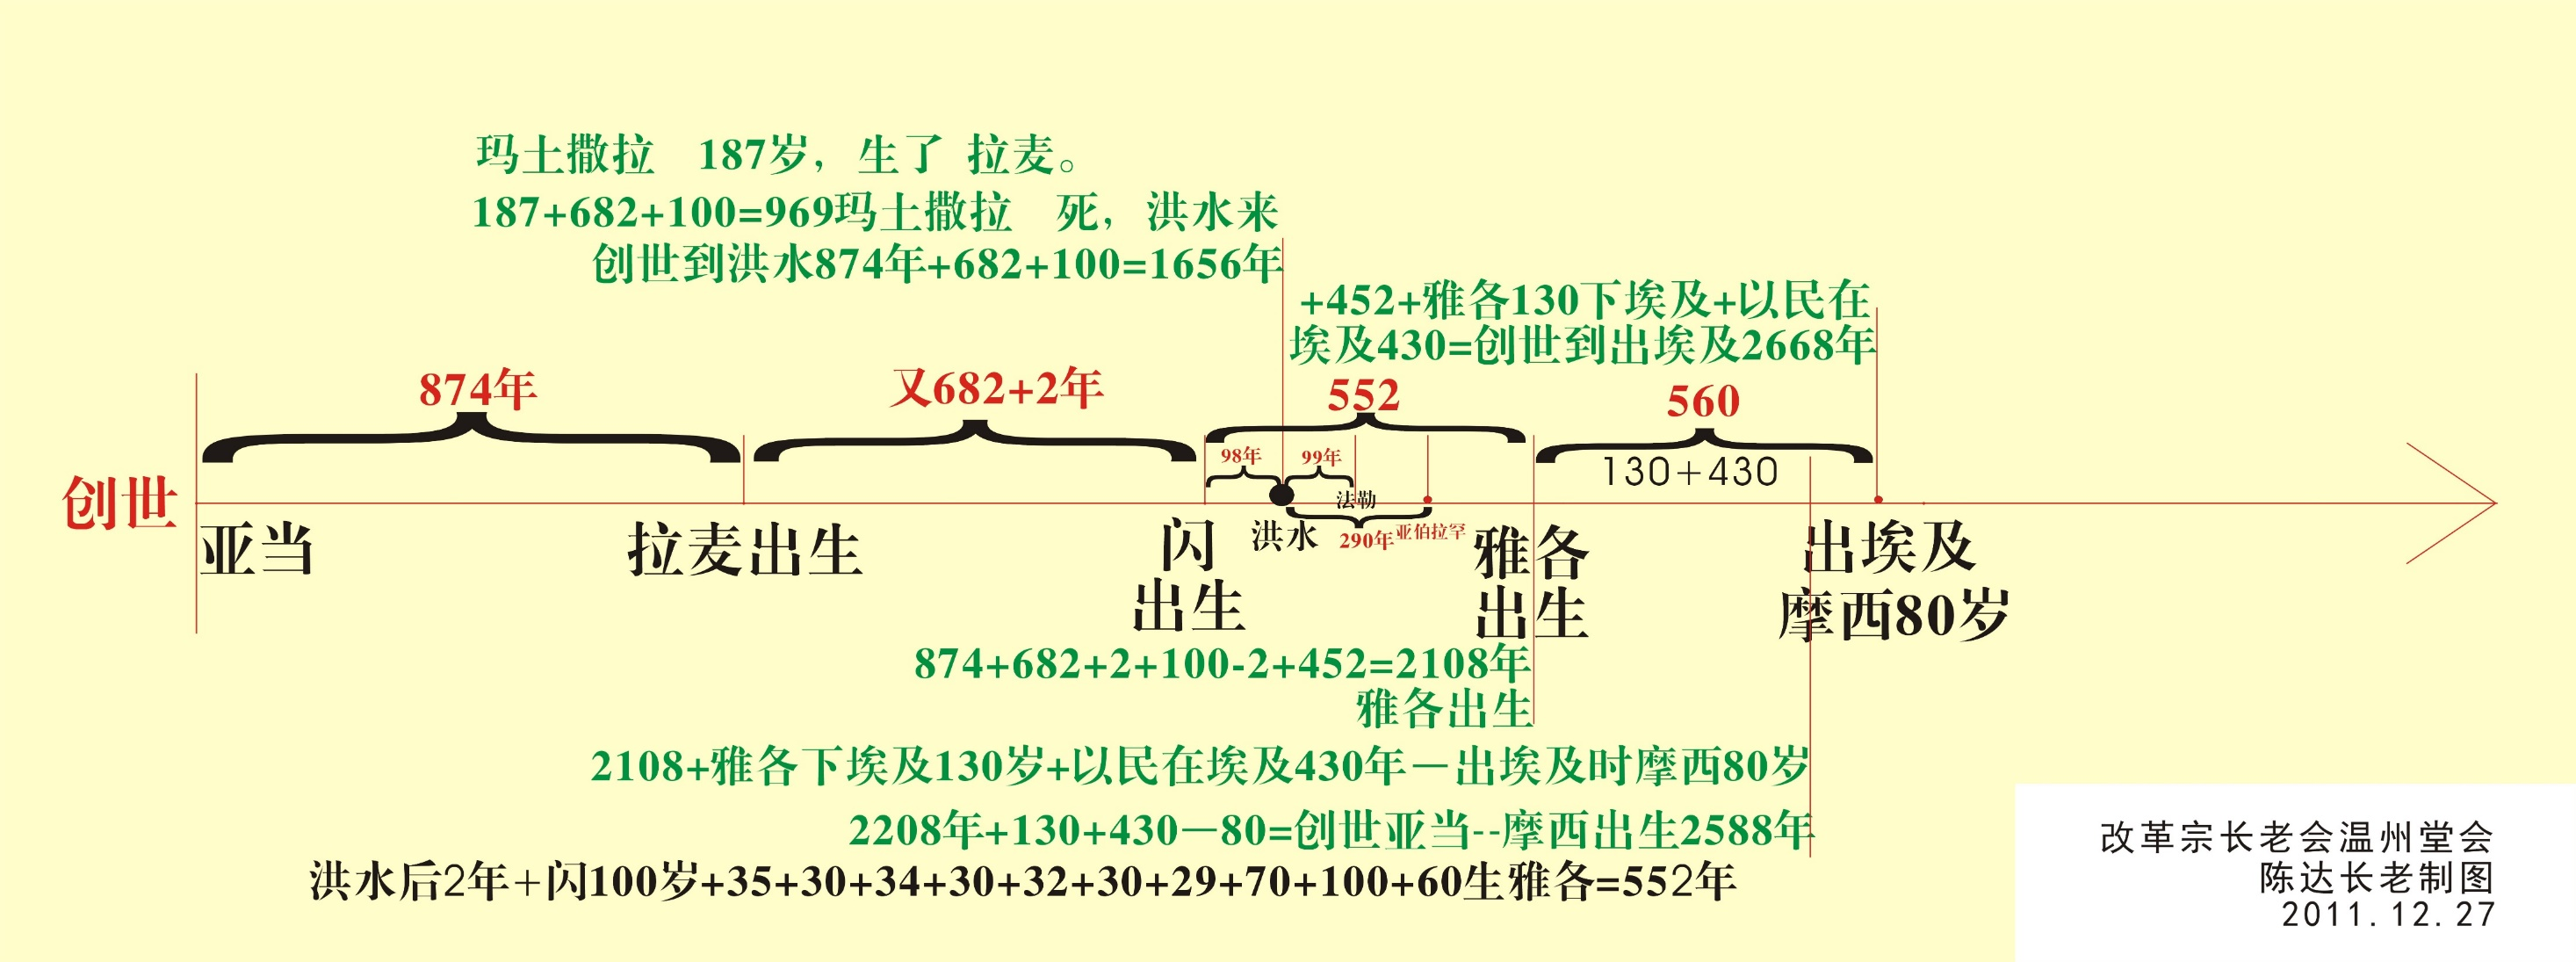 玛土撒拉 187岁，生了 拉麦。
187+682+100=969玛土撒拉 死，洪水来
创世到洪水874年+682+100=1656年
+452+雅各130下埃及+以民在
埃及430=创世到出埃及2668年
874年
又682+2年
552
560
98年
99年
130+430
创世
法勒
亚当
拉麦出生
闪
出生
洪水
290年
亚伯拉罕
雅各
出生
出埃及
摩西80岁
874+682+2+100-2+452=2108年
雅各出生
2108+雅各下埃及130岁+以民在埃及430年－出埃及时摩西80岁
2208年+130+430－80=创世亚当--摩西出生2588年
洪水后2年+闪100岁+35+30+34+30+32+30+29+70+100+60生雅各=552年
改革宗长老会温州堂会
陈达长老制图
2011.12.27